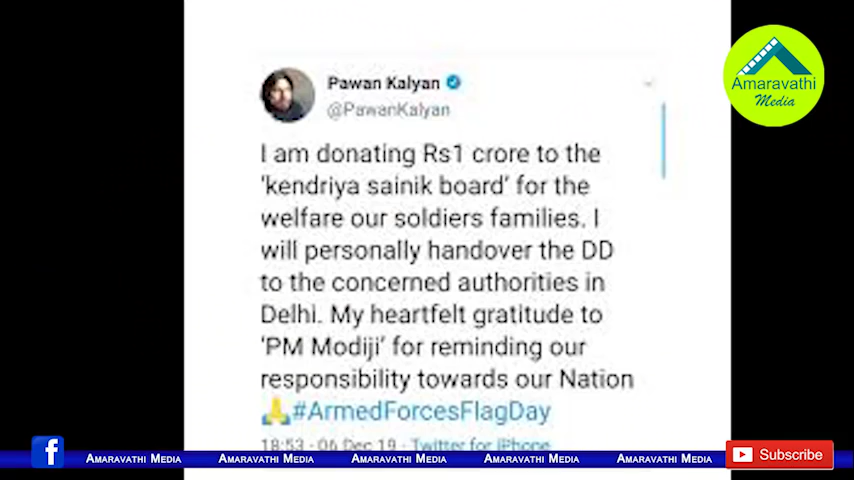 Pawan Kalyan
@PawanKalyan
I am donating Rs1 crore to the
‘kendriya sainik board’ for the
welfare our soldiers families. I
will personally handover the DD
to the concerned authorities in
Delhi. My heartfelt gratitude to
‘PM Modiji’ for reminding our
responsibility towards our Nation
🙏#ArmedForcesFlagDay
18:53 · 06 Dec 19 · Twitter for iPhone
Amaravathi
Media
f Amaravathi Media Amaravathi Media Amaravathi Media Amaravathi Media Amaravathi Media Subscribe